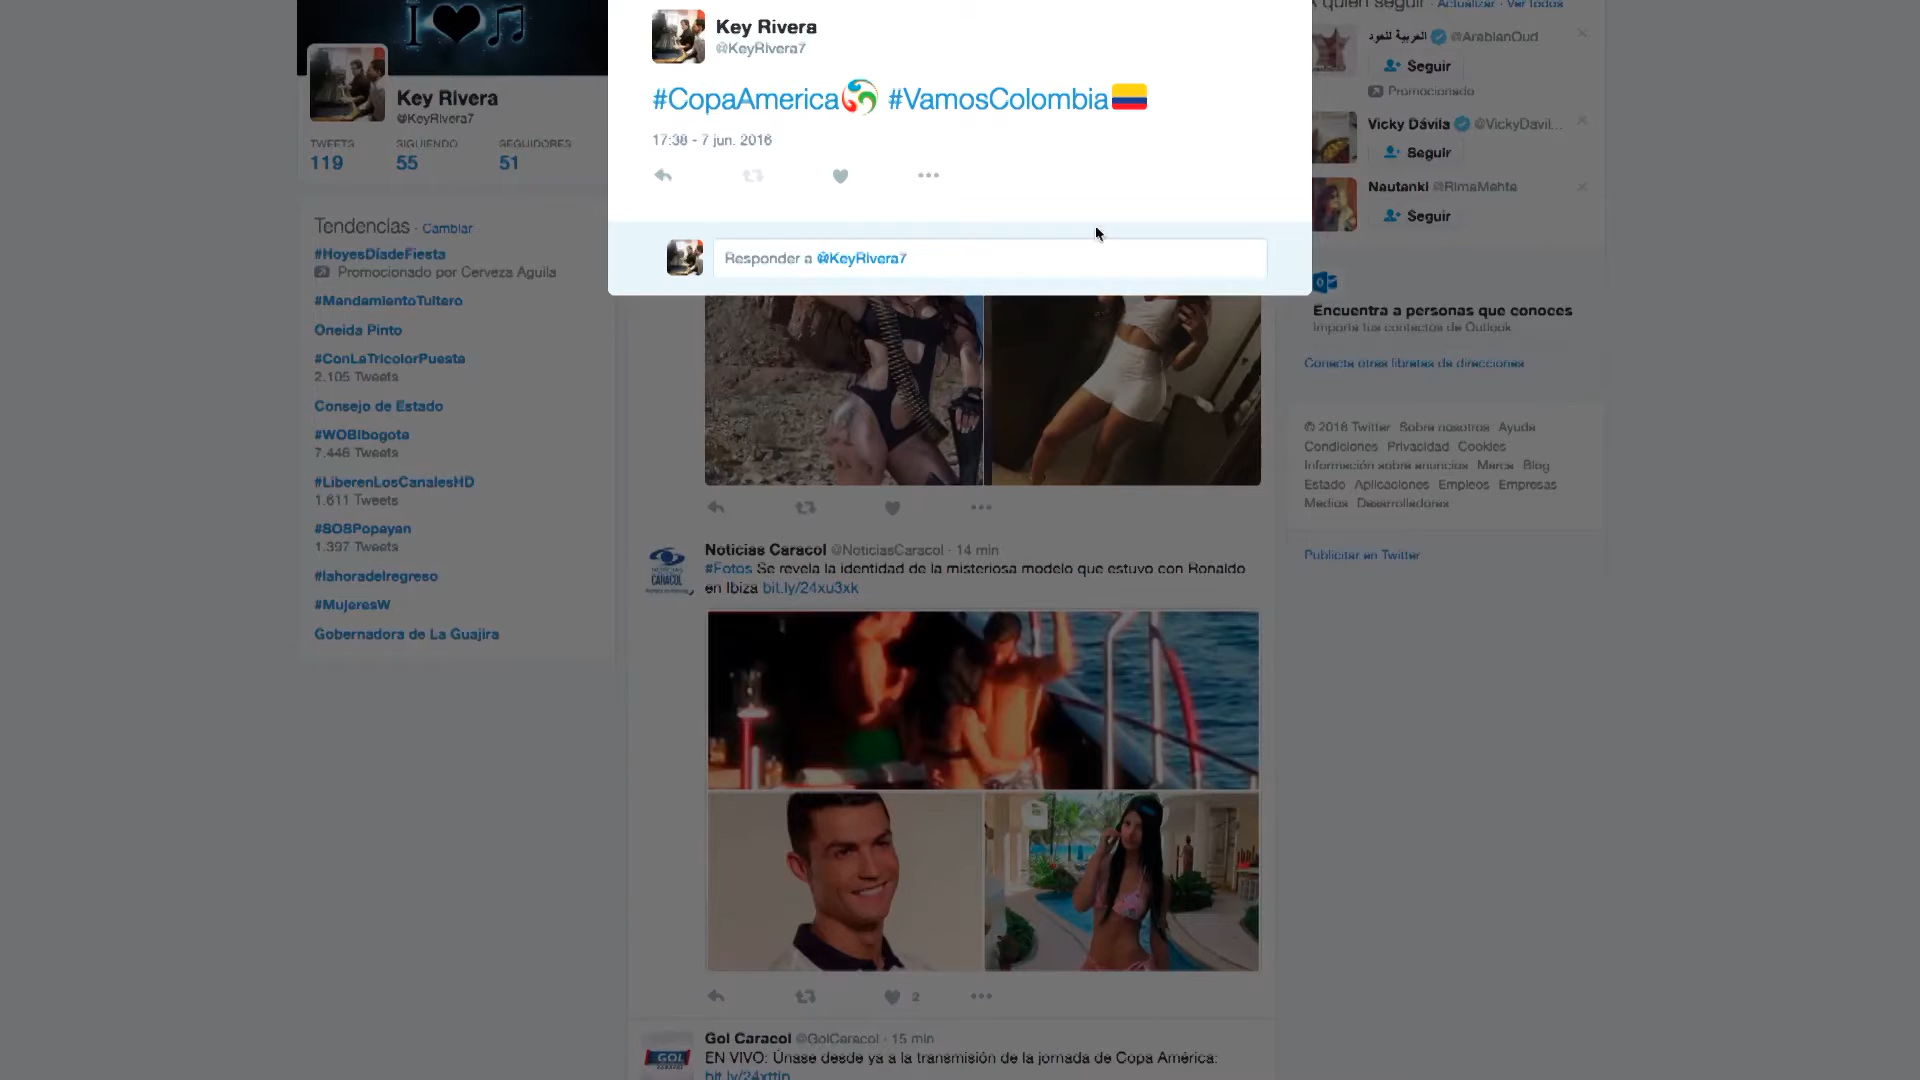 Key Rivera
@KeyRivera7
#CopaAmerica #VamosColombia
17:38 - 7 jun. 2016
Responder a @KeyRivera7
I
Key Rivera
@KeyRivera7
TWEETS SIGUIENDO SEGUIDORES
119 55 51
Tendencias · Cambiar
#HoyesDíadeFiesta
Promocionado por Cerveza Aguila
#MandamientoTuitero
Oneida Pinto
#ConLaTricolorPuesta
2.105 Tweets
Consejo de Estado
#WOBIbogota
7.446 Tweets
#LiberenLosCanalesHD
1.611 Tweets
#SOSPopayan
1.397 Tweets
#lahoradelregreso
#MujeresW
Gobernadora de La Guajira
Noticias Caracol @NoticiasCaracol · 14 min
#Fotos Se revela la identidad de la misteriosa modelo que estuvo con Ronaldo
en Ibiza bit.ly/24xu3xk
NOTICIAS
CARACOL
2
Gol Caracol @GolCaracol · 15 min
GOL
CARACOL
EN VIVO: Únase desde ya a la transmisión de la jornada de Copa América:
A quién seguir · Actualizar · Ver todos
العربية للعود @ArabianOud
Seguir
Promocionado
Vicky Dávila @VickyDavil...
Seguir
Nautanki @RimaMehta
Seguir
Encuentra a personas que conoces
Importa tus contactos de Outlook
Conecta otras libretas de direcciones
© 2016 Twitter Sobre nosotros Ayuda
Condiciones Privacidad Cookies
Información sobre anuncios Marca Blog
Estado Aplicaciones Empleos Empresas
Medios Desarrolladores
Publicitar en Twitter